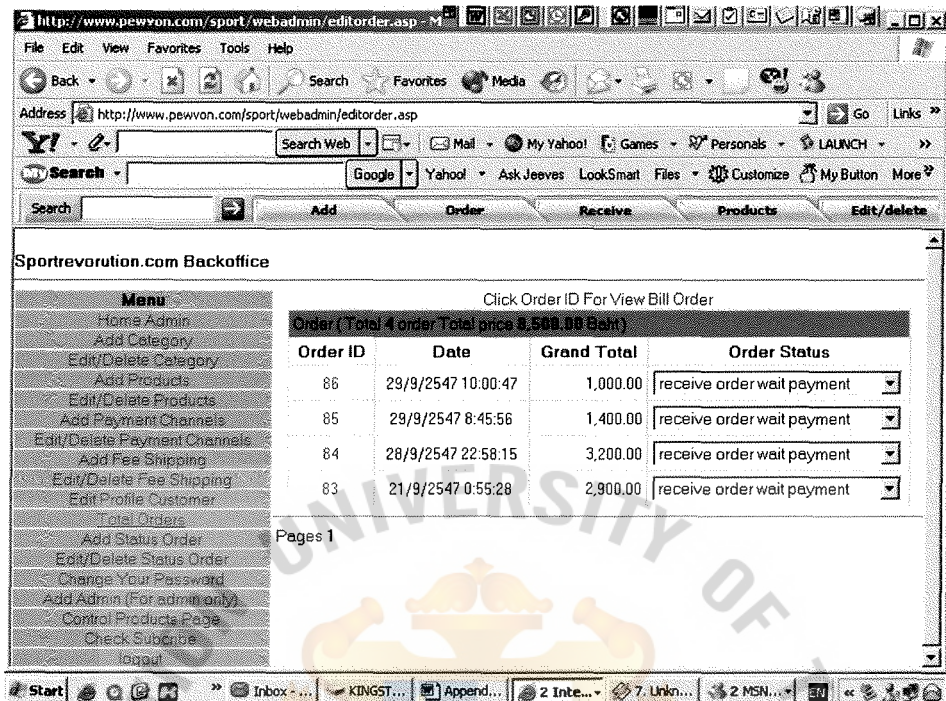 http://www.pewvon.com/sport/webadmin/editorder.asp - M
File Edit View Favorites Tools Help
Back Search Favorites Media
Address http://www.pewvon.com/sport/webadmin/editorder.asp Go Links »
Y! Search Web Mail My Yahoo! Games Personals LAUNCH »
my Search Google Yahoo! Ask Jeeves LookSmart Files Customize My Button More
Search Add Order Receive Products Edit/delete
Sportrevorution.com Backoffice
Menu
Home Admin
Add Category
Edit/Delete Category
Add Products
Edit/Delete Products
Add Payment Channels
Edit/Delete Payment Channels
Add Fee Shipping
Edit/Delete Fee Shipping
Edit Profile Customer
Total Orders
Add Status Order
Edit/Delete Status Order
Change Your Password
Add Admin (For admin only)
Control Products Page
Check Subcribe
logout
Click Order ID For View Bill Order
Order ( Total 4 order Total price 8,500.00 Baht )
Order ID Date Grand Total Order Status
86 29/9/2547 10:00:47 1,000.00 receive order wait payment
85 29/9/2547 8:45:56 1,400.00 receive order wait payment
84 28/9/2547 22:58:15 3,200.00 receive order wait payment
83 21/9/2547 0:55:28 2,900.00 receive order wait payment
Pages 1
UNIVERSITY OF
Start » Inbox - ... KINGST... Append... 2 Inte... 7. Unkn... 2 MSN... EN «